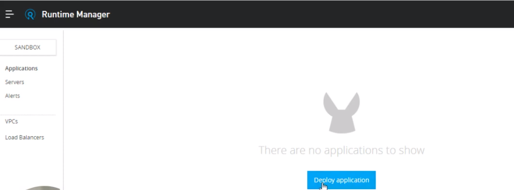 Runtime Manager
SANDBOX
Applications
Servers
Alerts
VPCs
Load Balancers
There are no applications to show
Deploy application